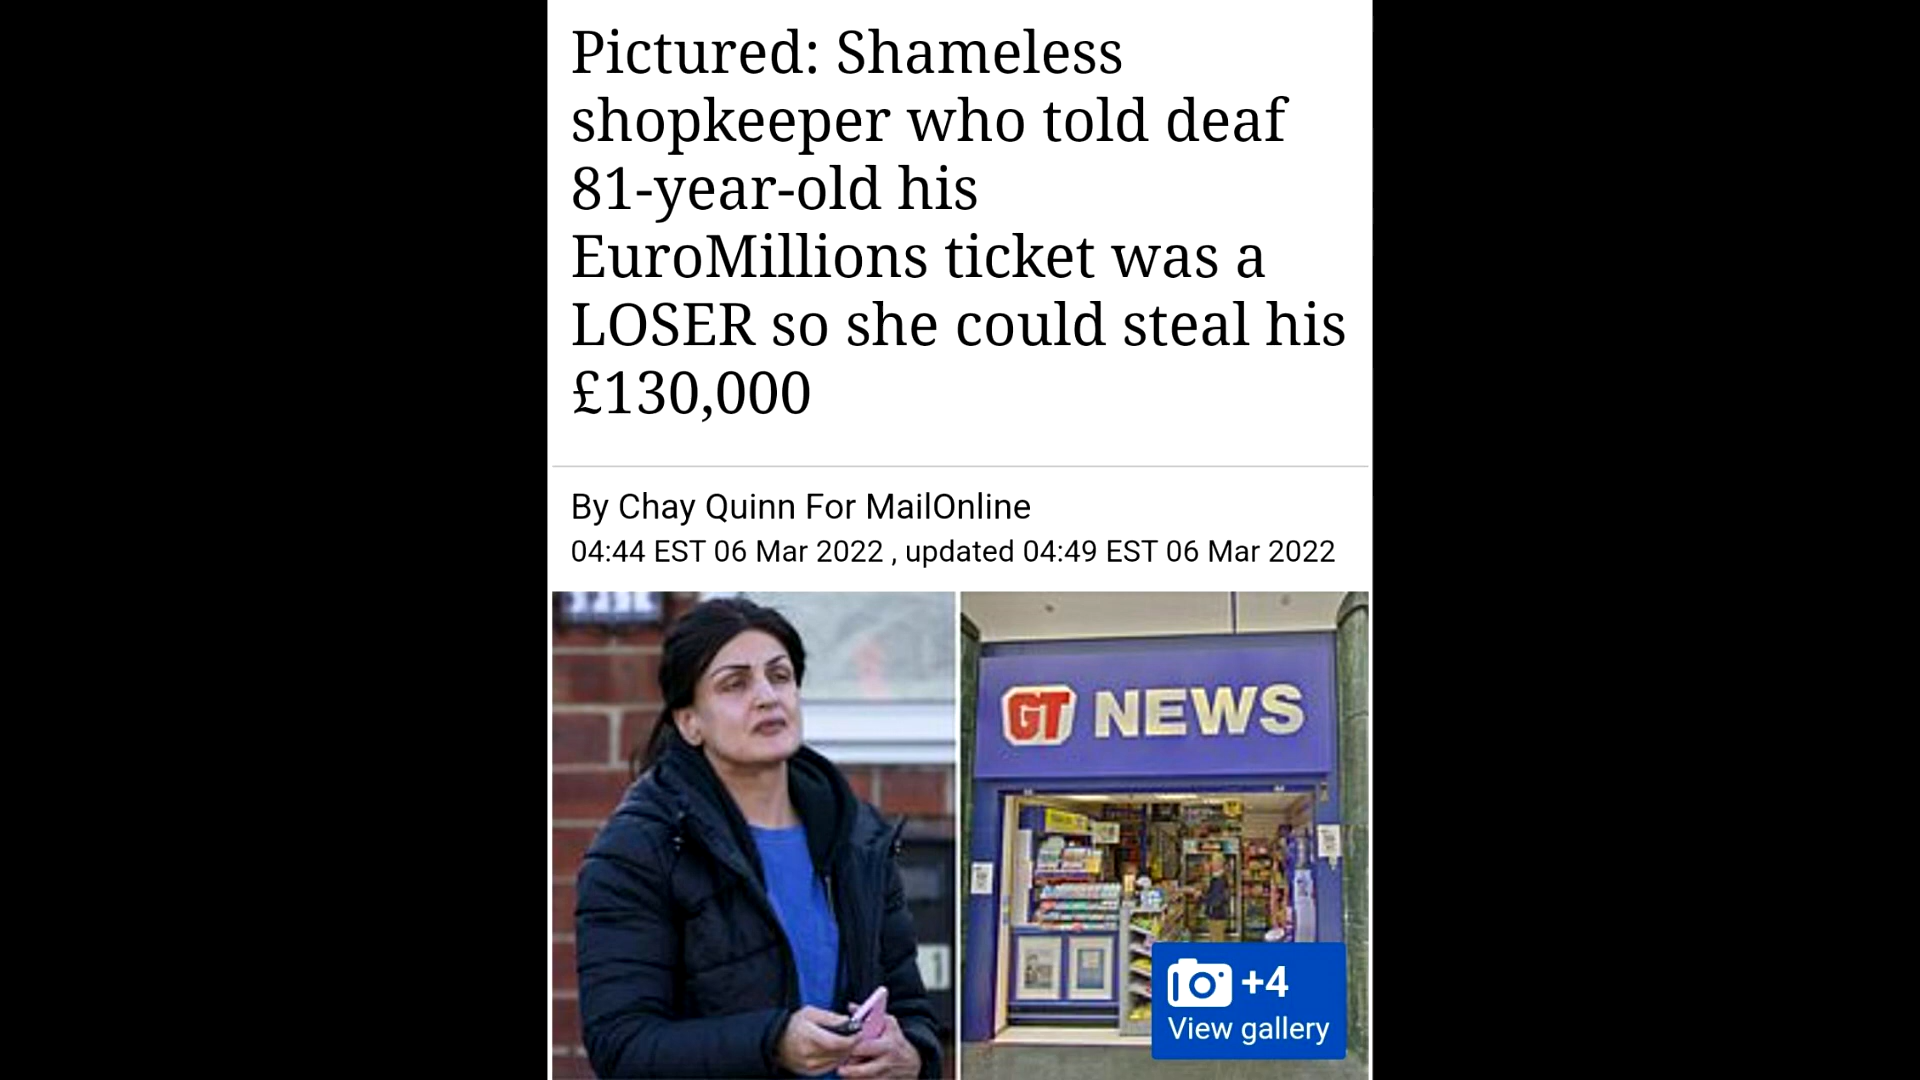 Pictured: Shameless
shopkeeper who told deaf
81-year-old his
EuroMillions ticket was a
LOSER so she could steal his
£130,000
By Chay Quinn For MailOnline
04:44 EST 06 Mar 2022 , updated 04:49 EST 06 Mar 2022
GT NEWS
+4
View gallery